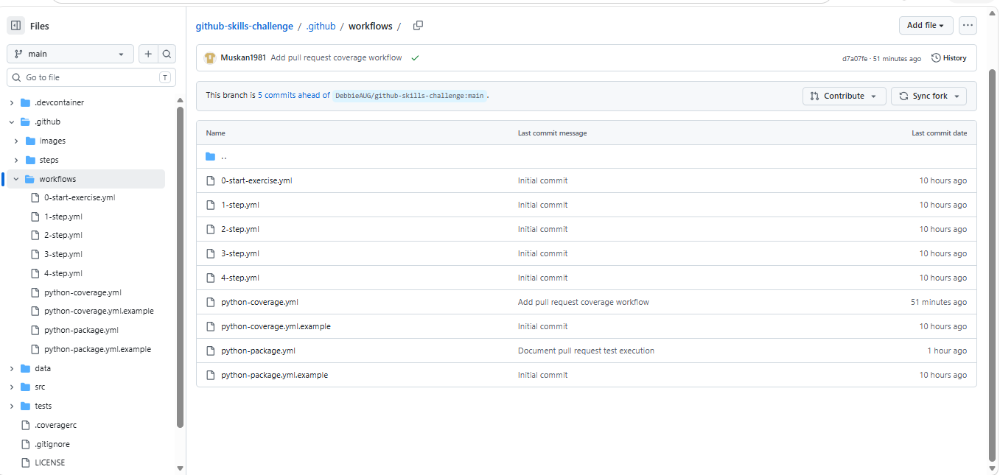 Files
main
Go to file
T
.devcontainer
.github
images
steps
workflows
0-start-exercise.yml
1-step.yml
2-step.yml
3-step.yml
4-step.yml
python-coverage.yml
python-coverage.yml.example
python-package.yml
python-package.yml.example
data
src
tests
.coveragerc
.gitignore
LICENSE
github-skills-challenge / .github / workflows /
Add file
Muskan1981 Add pull request coverage workflow
d7a07fe · 51 minutes ago
History
This branch is 5 commits ahead of DebbieAUG/github-skills-challenge:main .
Contribute
Sync fork
Name Last commit message Last commit date
..
0-start-exercise.yml Initial commit 10 hours ago
1-step.yml Initial commit 10 hours ago
2-step.yml Initial commit 10 hours ago
3-step.yml Initial commit 10 hours ago
4-step.yml Initial commit 10 hours ago
python-coverage.yml Add pull request coverage workflow 51 minutes ago
python-coverage.yml.example Initial commit 10 hours ago
python-package.yml Document pull request test execution 1 hour ago
python-package.yml.example Initial commit 10 hours ago